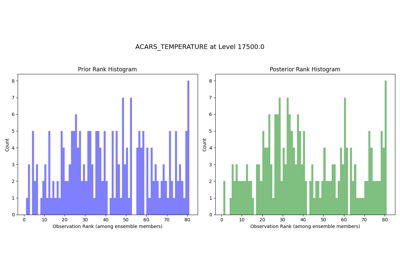 ACARS_TEMPERATURE at Level 17500.0
Prior Rank Histogram
Posterior Rank Histogram
8
7
6
5
4
3
2
1
0
Count
0 10 20 30 40 50 60 70 80
Observation Rank (among ensemble members)
8
7
6
5
4
3
2
1
0
Count
0 10 20 30 40 50 60 70 80
Observation Rank (among ensemble members)